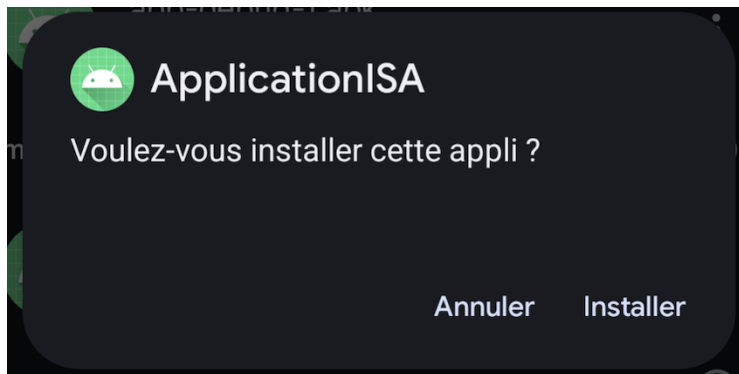 ApplicationISA
Voulez-vous installer cette appli ?
Annuler
Installer